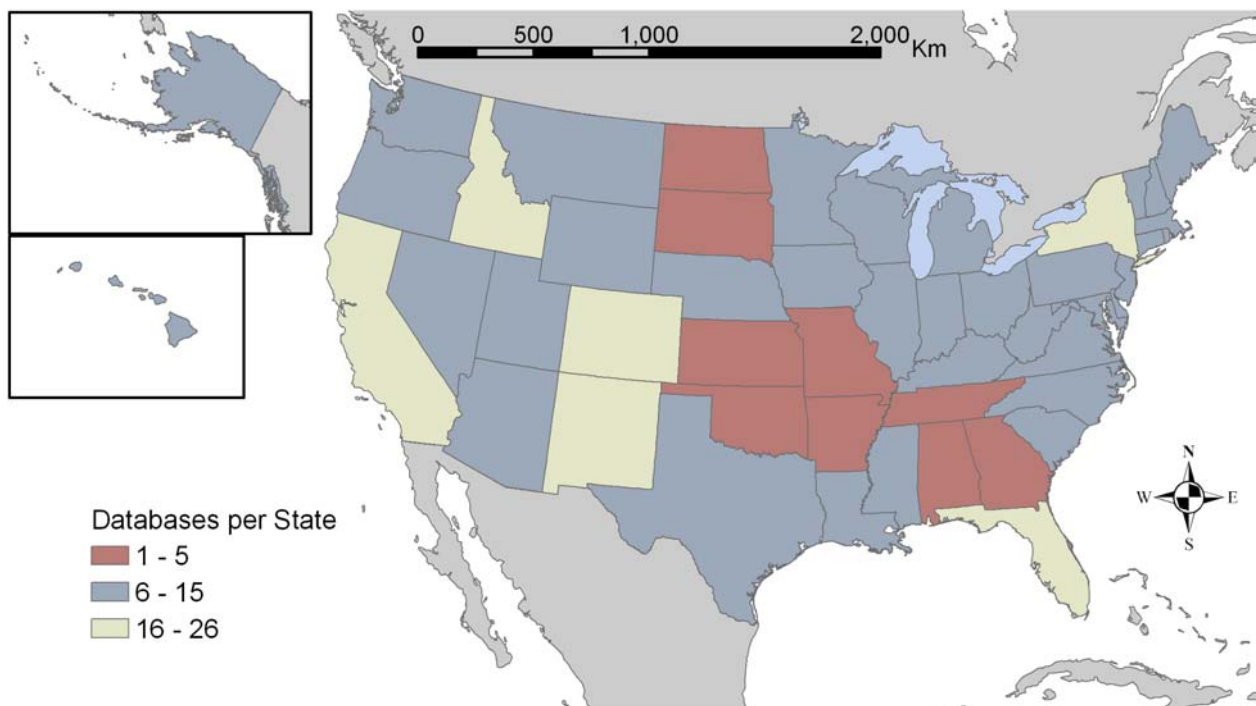 0 500 1,000 2,000 Km
N
W E
S
Databases per State
1 - 5
6 - 15
16 - 26